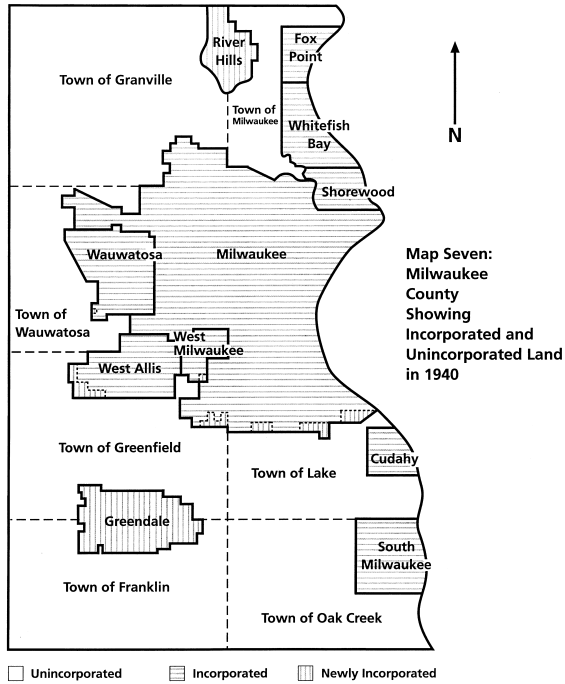 River
Hills
Fox
Point
Town of Granville
Town of
Milwaukee
Whitefish
Bay
N
Shorewood
Wauwatosa
Milwaukee
Map Seven:
Milwaukee
County
Showing
Incorporated and
Unincorporated Land
in 1940
Town of
Wauwatosa
West
Milwaukee
West Allis
Town of Greenfield
Town of Lake
Cudahy
Greendale
South
Milwaukee
Town of Franklin
Town of Oak Creek
Unincorporated
Incorporated
Newly Incorporated